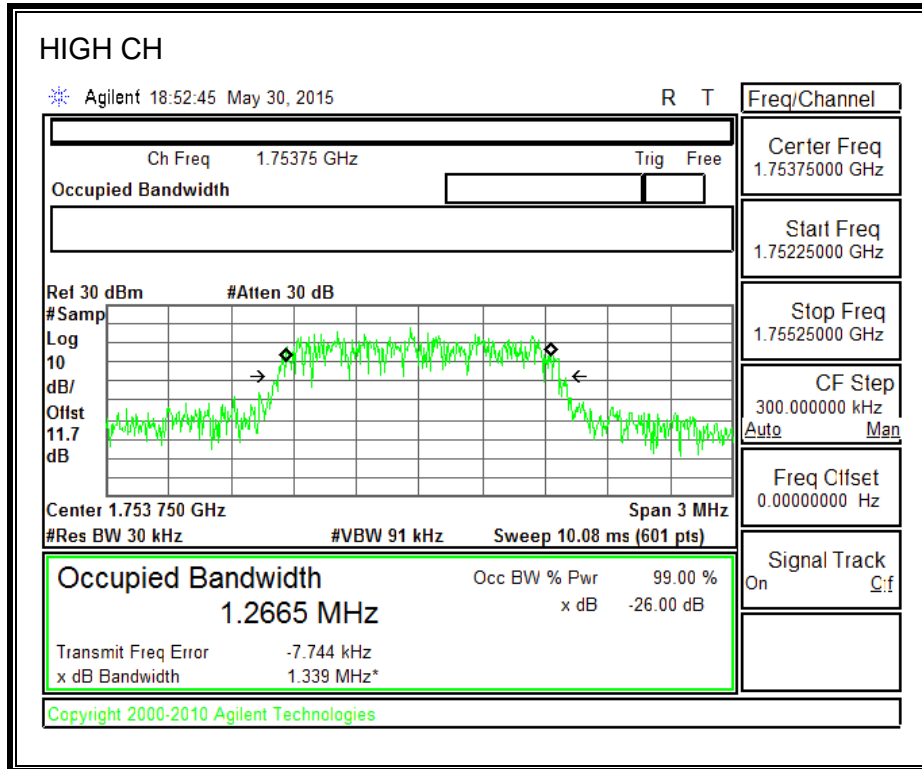 HIGH CH
Agilent 18:52:45 May 30, 2015 R T
Ch Freq 1.75375 GHz Trig Free
Occupied Bandwidth
Ref 30 dBm #Atten 30 dB
#Samp
Log
10
dB/
Offst
11.7
dB
Center 1.753 750 GHz Span 3 MHz
#Res BW 30 kHz #VBW 91 kHz Sweep 10.08 ms (601 pts)
Occupied Bandwidth Occ BW % Pwr 99.00 %
1.2665 MHz x dB -26.00 dB
Transmit Freq Error -7.744 kHz
x dB Bandwidth 1.339 MHz*
Copyright 2000-2010 Agilent Technologies
Freq/Channel
Center Freq
1.75375000 GHz
Start Freq
1.75225000 GHz
Stop Freq
1.75525000 GHz
CF Step
300.000000 kHz
Auto Man
Freq Offset
0.00000000 Hz
Signal Track
On Off